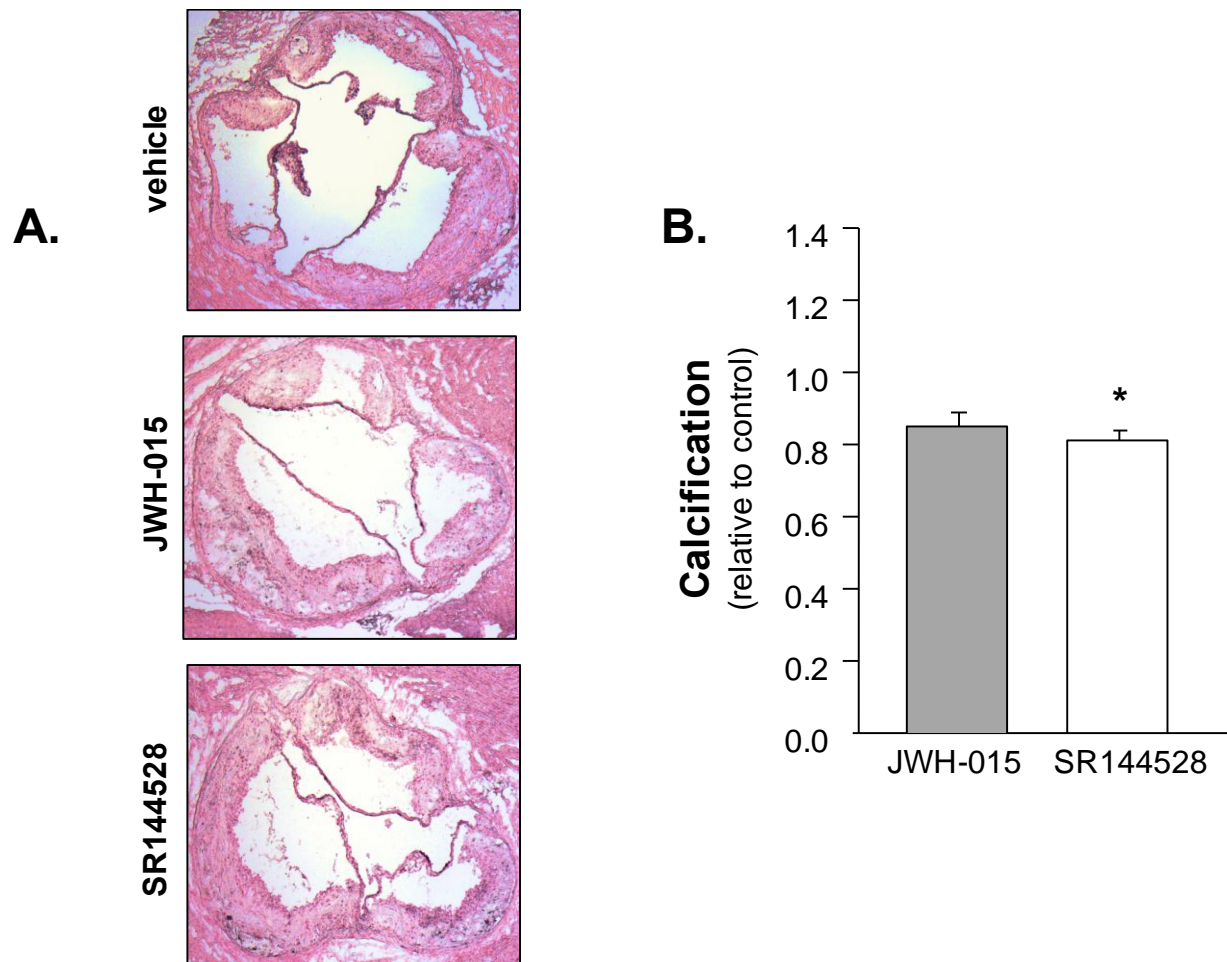 A.
vehicle
JWH-015
SR144528
B.
Calcification
(relative to control)
1.4
1.2
1.0
0.8
0.6
0.4
0.2
0.0
*
JWH-015
SR144528